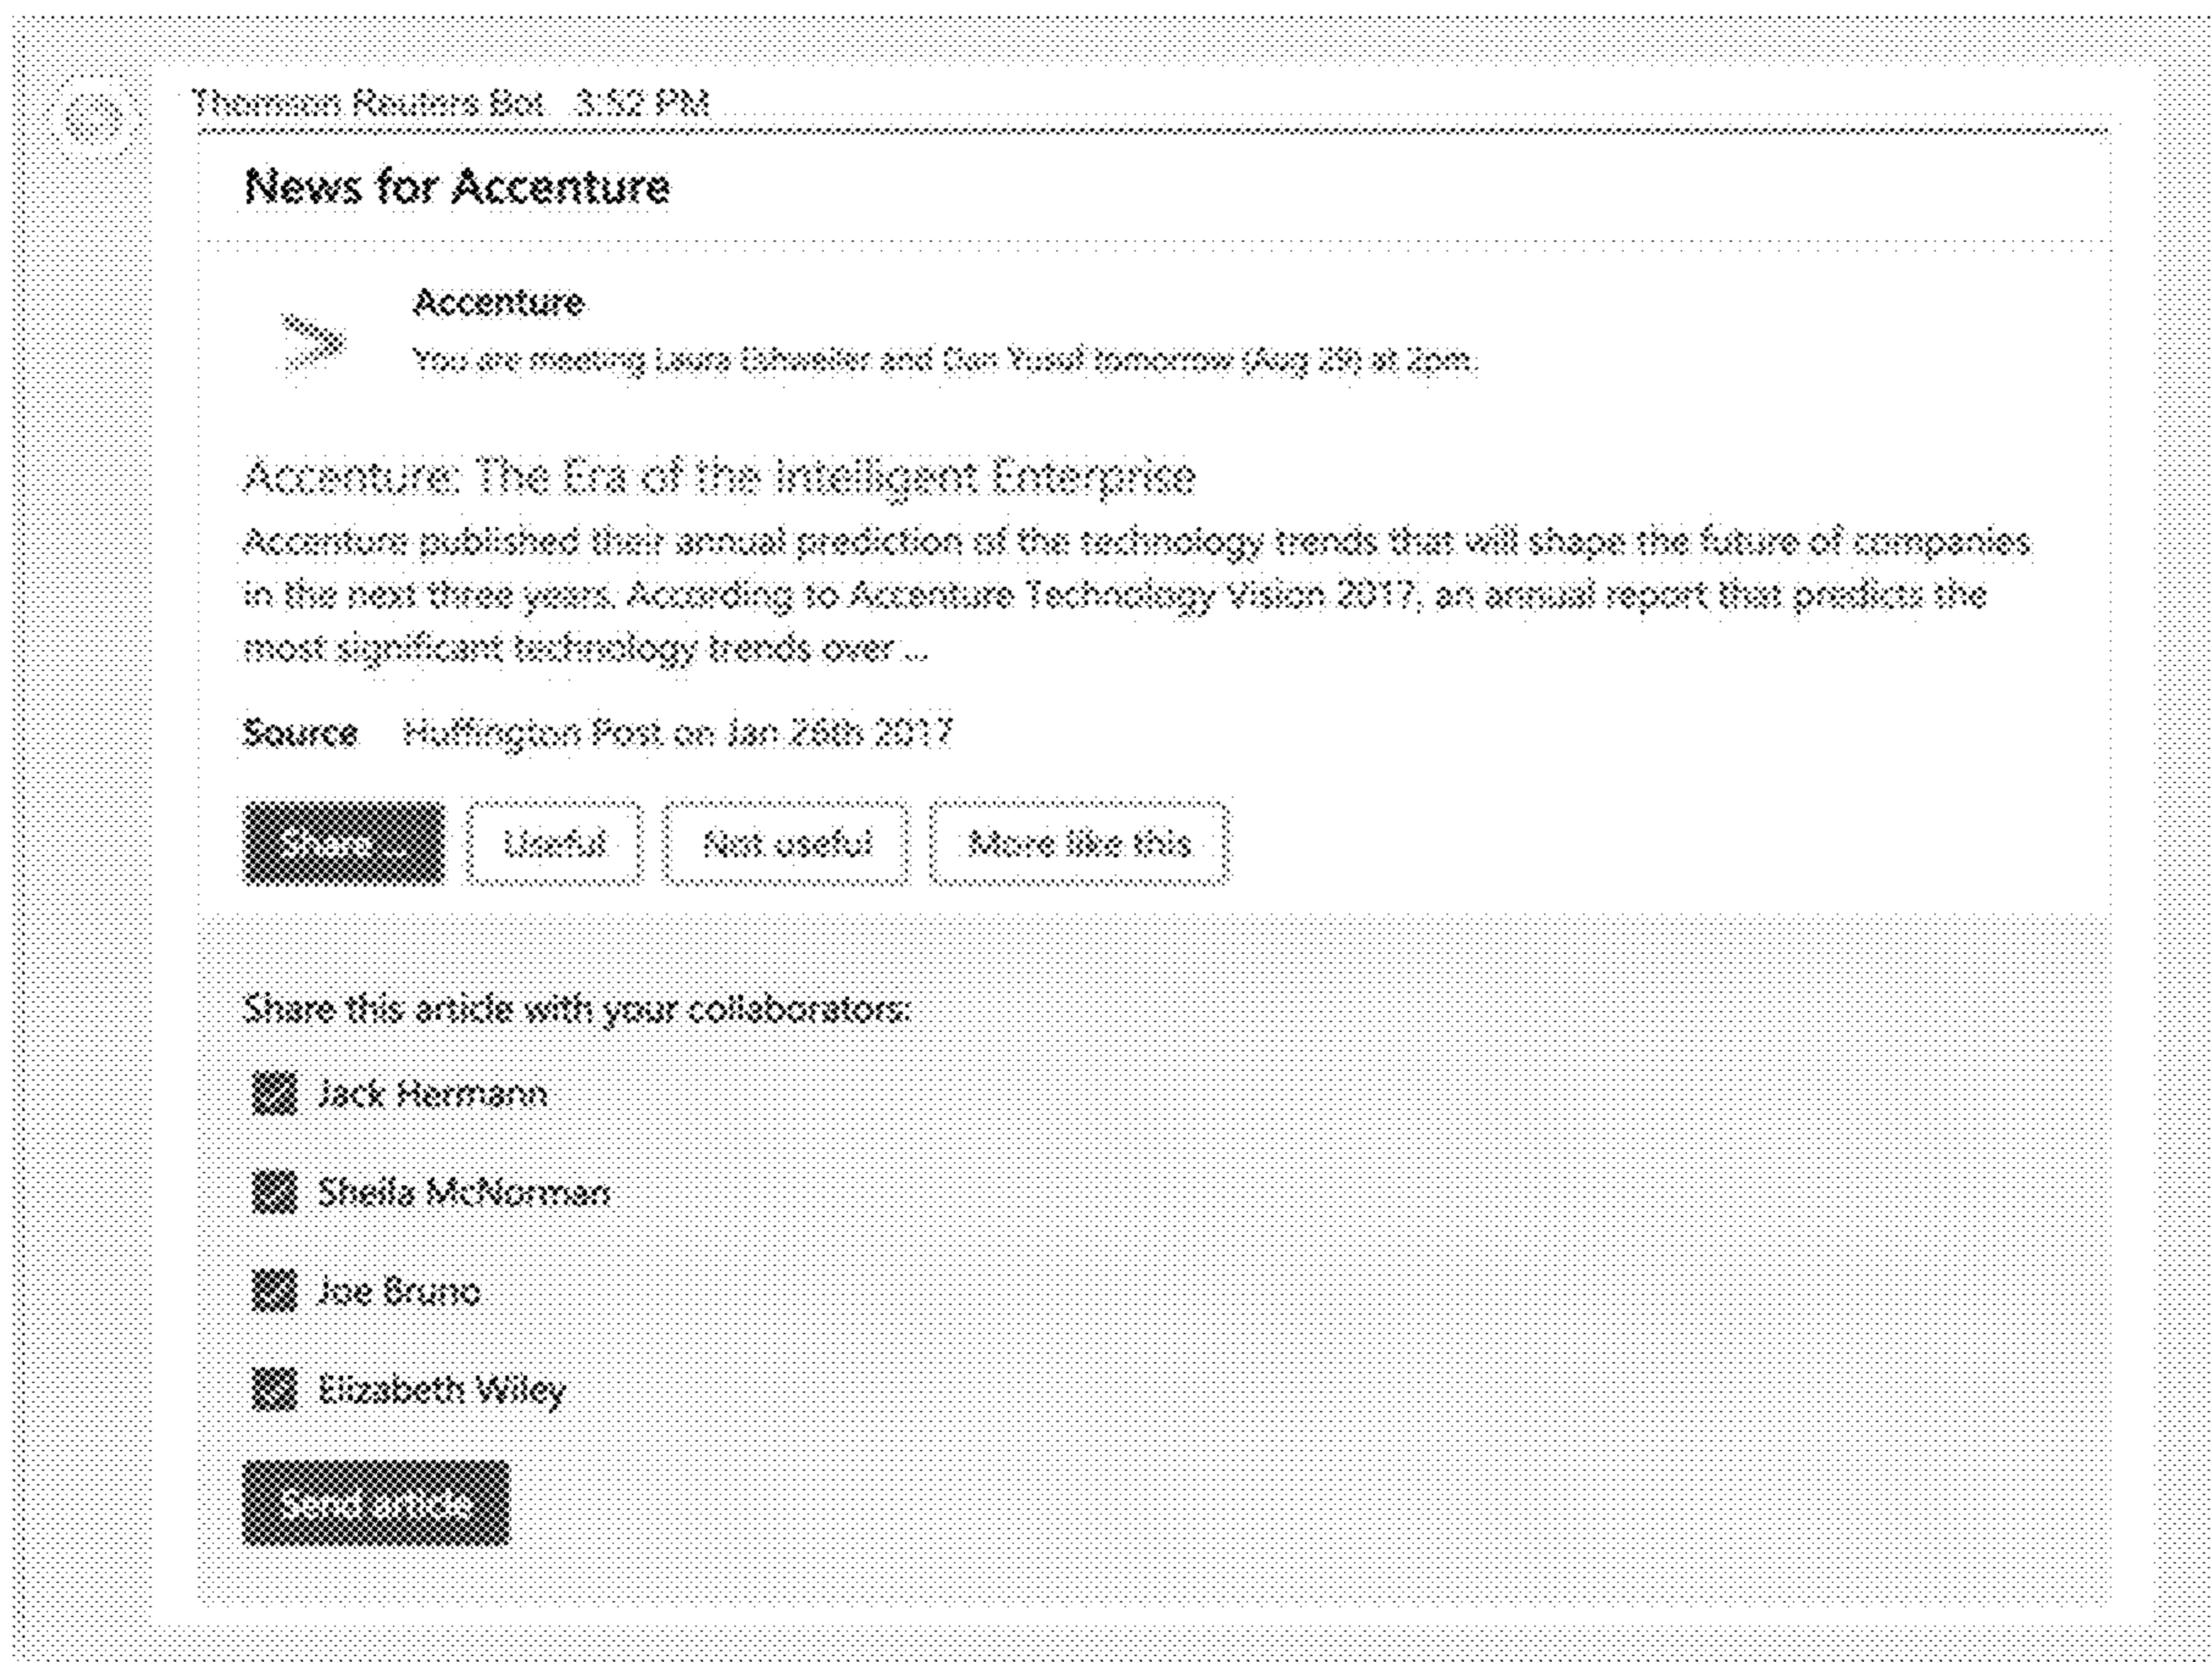 Thomson Reuters Bot 3:52 PM
News for Accenture
Accenture
You are meeting Laura and Dan Yusuf tomorrow (Aug 29) at 2pm.
Accenture: The Era of the Intelligent Enterprise
Accenture published their annual prediction of the technology trends that will shape the future of companies
in the next three years. According to Accenture Technology Vision 2017, an annual report that predicts the
most significant technology trends over ...
Source Huffington Post on Jan 26th 2017
Share ...
Useful
Not useful
More like this
Share this article with your collaborators:
Jack Hermann
Sheila McNorman
Joe Bruno
Elizabeth Wiley
Send article